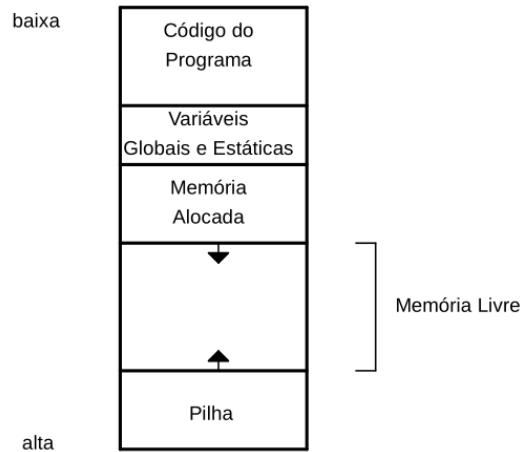 baixa
Código do
Programa
Variáveis
Globais e Estáticas
Memória
Alocada
Memória Livre
Pilha
alta